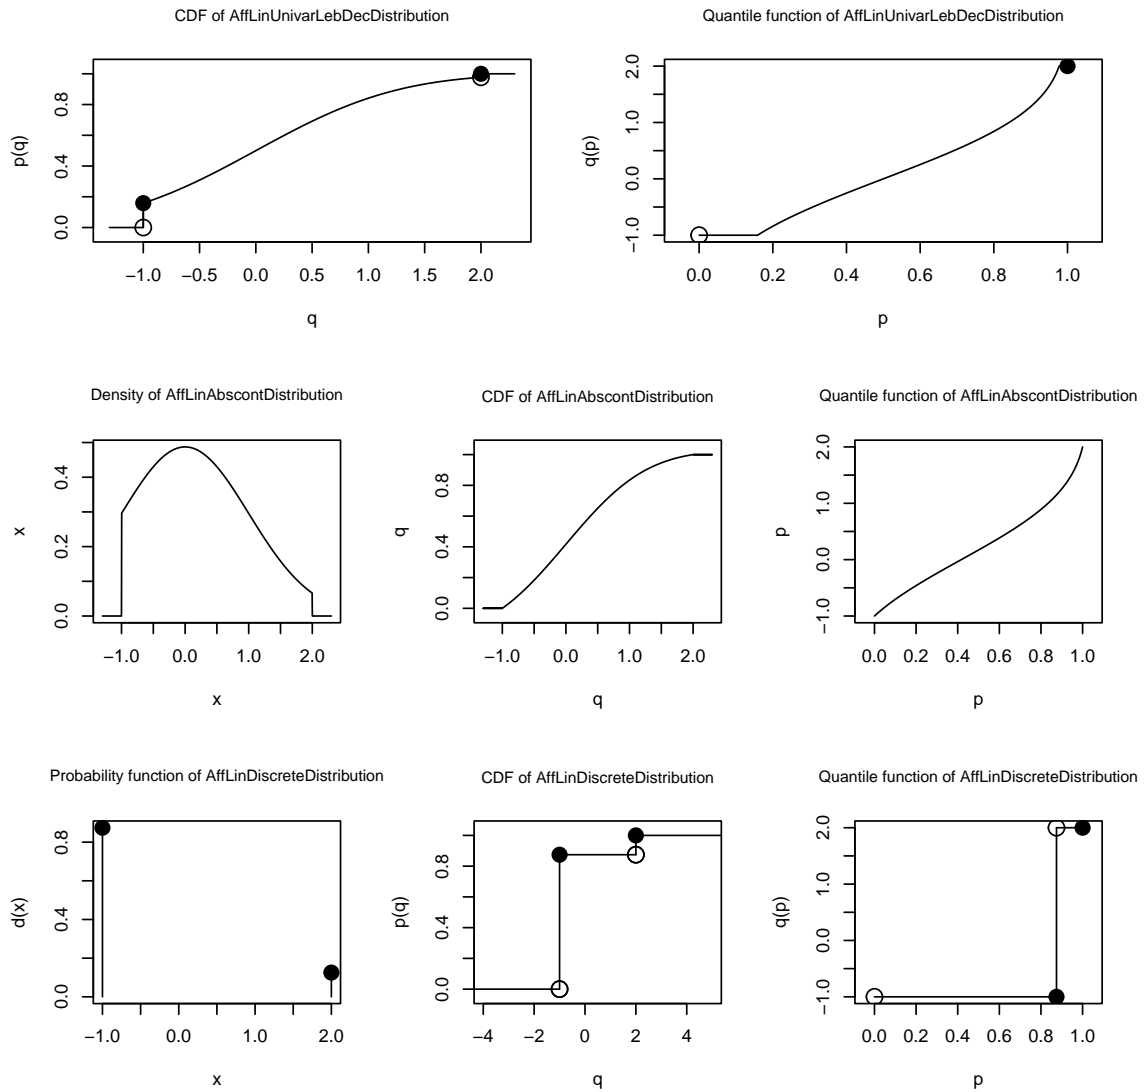 CDF of AffLinUnivarLebDecDistribution
p(q)
0.0 0.4 0.8
−1.0 −0.5 0.0 0.5 1.0 1.5 2.0
q
Quantile function of AffLinUnivarLebDecDistribution
q(p)
−1.0 0.0 1.0 2.0
0.0 0.2 0.4 0.6 0.8 1.0
p
Density of AffLinAbscontDistribution
x
0.0 0.2 0.4
−1.0 0.0 1.0 2.0
x
CDF of AffLinAbscontDistribution
q
0.0 0.4 0.8
−1.0 0.0 1.0 2.0
q
Quantile function of AffLinAbscontDistribution
p
−1.0 0.0 1.0 2.0
0.0 0.2 0.4 0.6 0.8 1.0
p
Probability function of AffLinDiscreteDistribution
d(x)
0.0 0.4 0.8
−1.0 0.0 1.0 2.0
x
CDF of AffLinDiscreteDistribution
p(q)
0.0 0.4 0.8
−4 −2 0 2 4
q
Quantile function of AffLinDiscreteDistribution
q(p)
−1.0 0.0 1.0 2.0
0.0 0.2 0.4 0.6 0.8 1.0
p